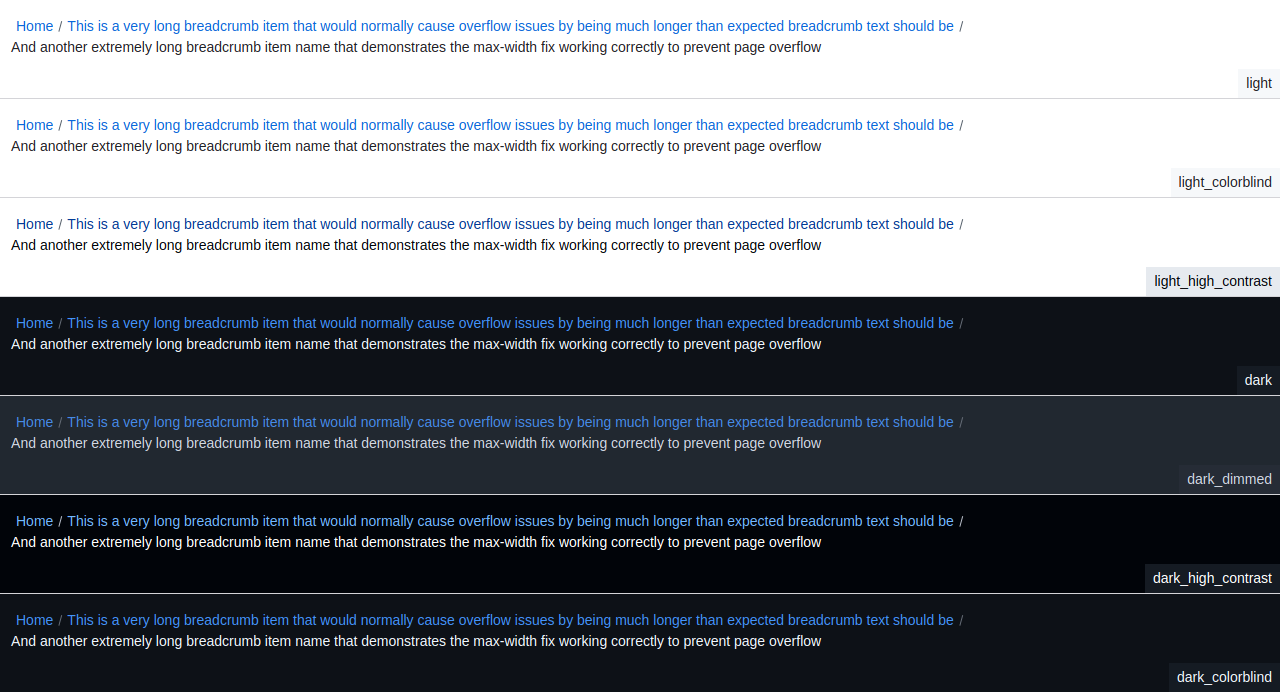 Home / This is a very long breadcrumb item that would normally cause overflow issues by being much longer than expected breadcrumb text should be /
And another extremely long breadcrumb item name that demonstrates the max-width fix working correctly to prevent page overflow
light
Home / This is a very long breadcrumb item that would normally cause overflow issues by being much longer than expected breadcrumb text should be /
And another extremely long breadcrumb item name that demonstrates the max-width fix working correctly to prevent page overflow
light_colorblind
Home / This is a very long breadcrumb item that would normally cause overflow issues by being much longer than expected breadcrumb text should be /
And another extremely long breadcrumb item name that demonstrates the max-width fix working correctly to prevent page overflow
light_high_contrast
Home / This is a very long breadcrumb item that would normally cause overflow issues by being much longer than expected breadcrumb text should be /
And another extremely long breadcrumb item name that demonstrates the max-width fix working correctly to prevent page overflow
dark
Home / This is a very long breadcrumb item that would normally cause overflow issues by being much longer than expected breadcrumb text should be /
And another extremely long breadcrumb item name that demonstrates the max-width fix working correctly to prevent page overflow
dark_dimmed
Home / This is a very long breadcrumb item that would normally cause overflow issues by being much longer than expected breadcrumb text should be /
And another extremely long breadcrumb item name that demonstrates the max-width fix working correctly to prevent page overflow
dark_high_contrast
Home / This is a very long breadcrumb item that would normally cause overflow issues by being much longer than expected breadcrumb text should be /
And another extremely long breadcrumb item name that demonstrates the max-width fix working correctly to prevent page overflow
dark_colorblind